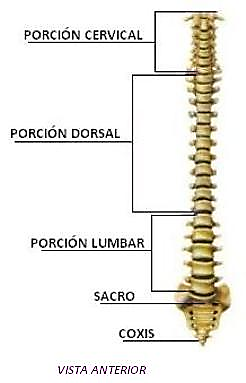 PORCIÓN CERVICAL
PORCIÓN DORSAL
PORCIÓN LUMBAR
SACRO
COXIS
VISTA ANTERIOR